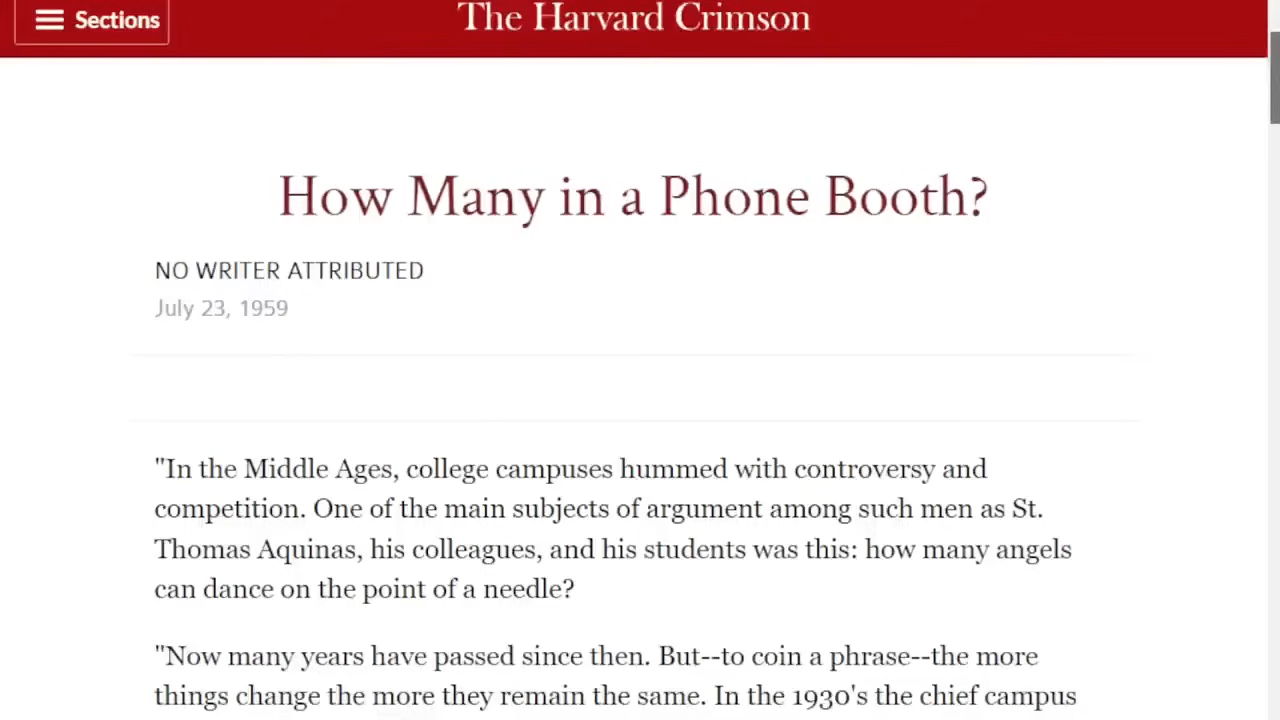 Sections
The Harvard Crimson
How Many in a Phone Booth?
NO WRITER ATTRIBUTED
July 23, 1959
"In the Middle Ages, college campuses hummed with controversy and
competition. One of the main subjects of argument among such men as St.
Thomas Aquinas, his colleagues, and his students was this: how many angels
can dance on the point of a needle?
"Now many years have passed since then. But--to coin a phrase--the more
things change the more they remain the same. In the 1930's the chief campus